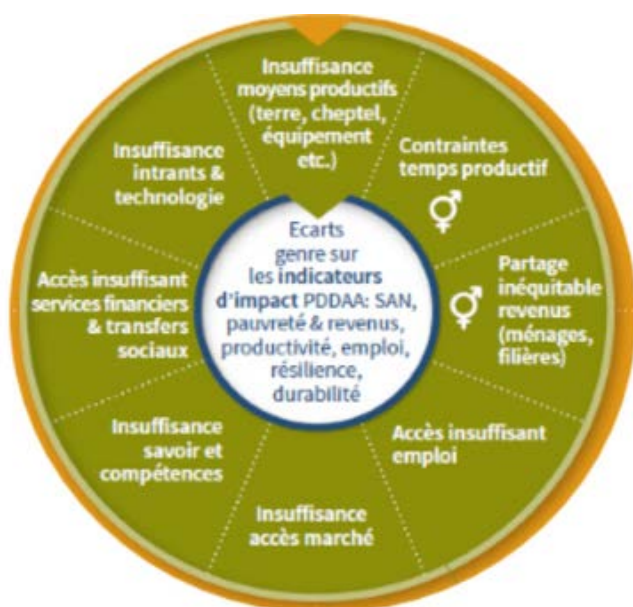 Insuffisance
moyens productifs
(terre, cheptel,
équipement
etc.)
Contraintes
temps productif
Partage
inéquitable
revenus
(ménages,
filières)
Accès insuffisant
emploi
Insuffisance
accès marché
Insuffisance
savoir et
compétences
Accès insuffisant
services financiers
& transferts
sociaux
Insuffisance
intrants &
technologie
Ecarts
genre sur
les indicateurs
d'impact PDDAA: SAN,
pauvreté & revenus,
productivité, emploi,
résilience,
durabilité